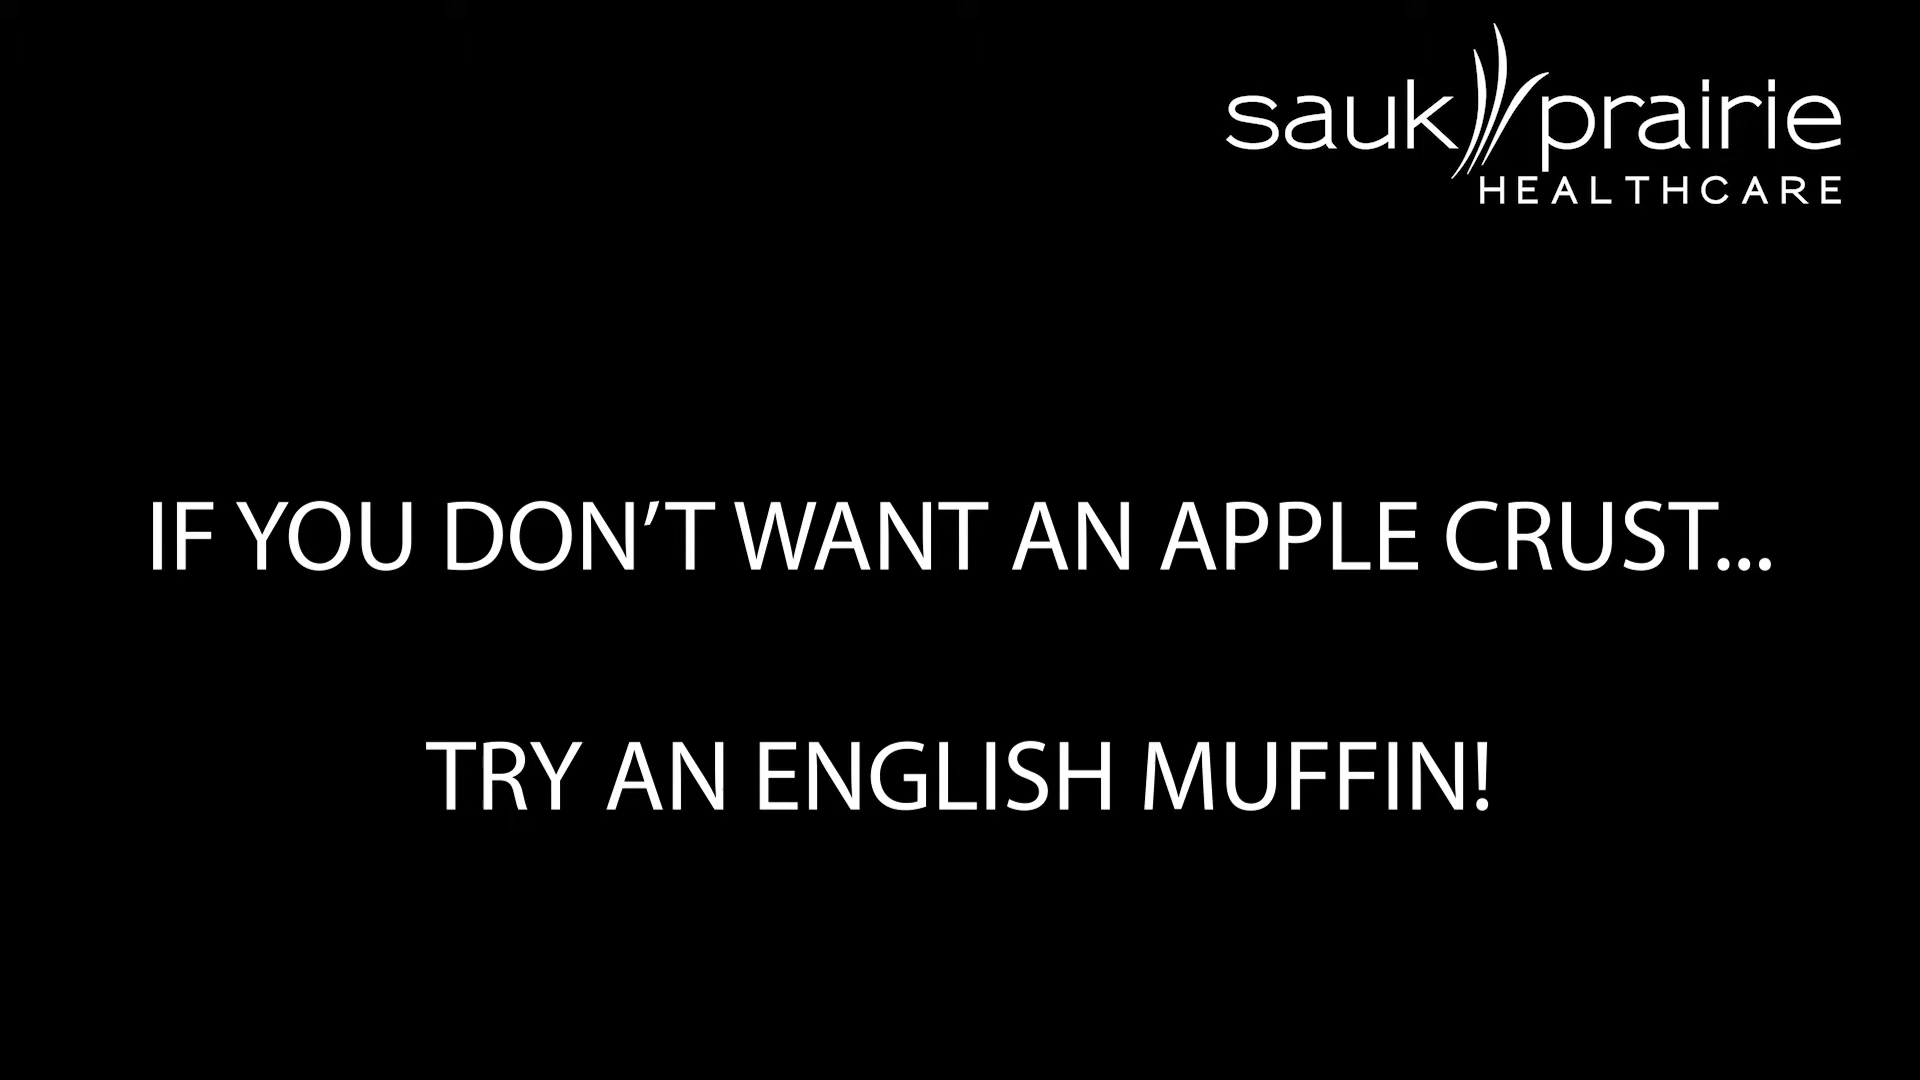 sauk prairie
HEALTHCARE
IF YOU DON’T WANT AN APPLE CRUST...
TRY AN ENGLISH MUFFIN!